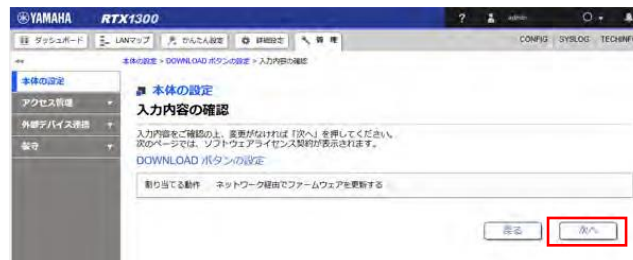 YAMAHA RTX1300
? admin
ダッシュボード LANマップ かんたん設定 詳細設定 管理 CONFIG SYSLOG TECHINF
本体の設定 > DOWNLOAD ボタンの設定 > 入力内容の確認
本体の設定
アクセス管理
外部デバイス連携
保守
本体の設定
入力内容の確認
入力内容をご確認の上、変更がなければ「次へ」を押してください。
次のページでは、ソフトウェアライセンス契約が表示されます。
DOWNLOAD ボタンの設定
割り当てる動作 ネットワーク経由でファームウェアを更新する
戻る 次へ